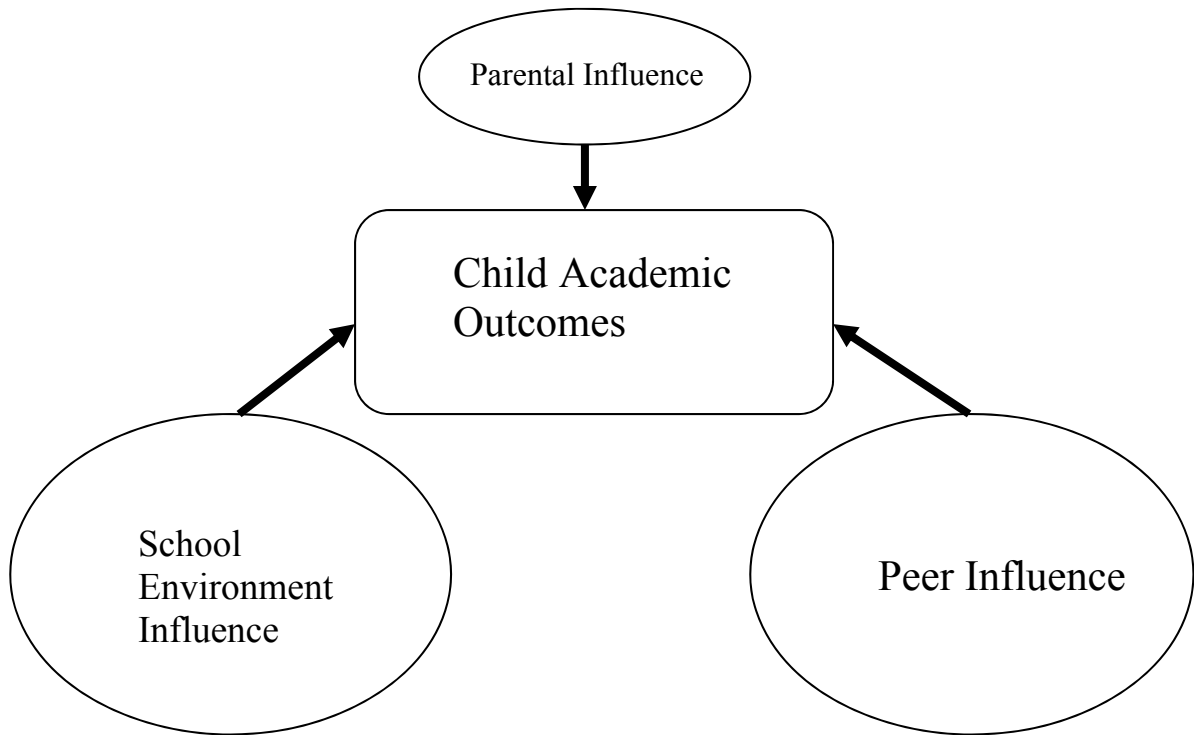 Parental Influence
Child Academic
Outcomes
School
Environment
Influence
Peer Influence